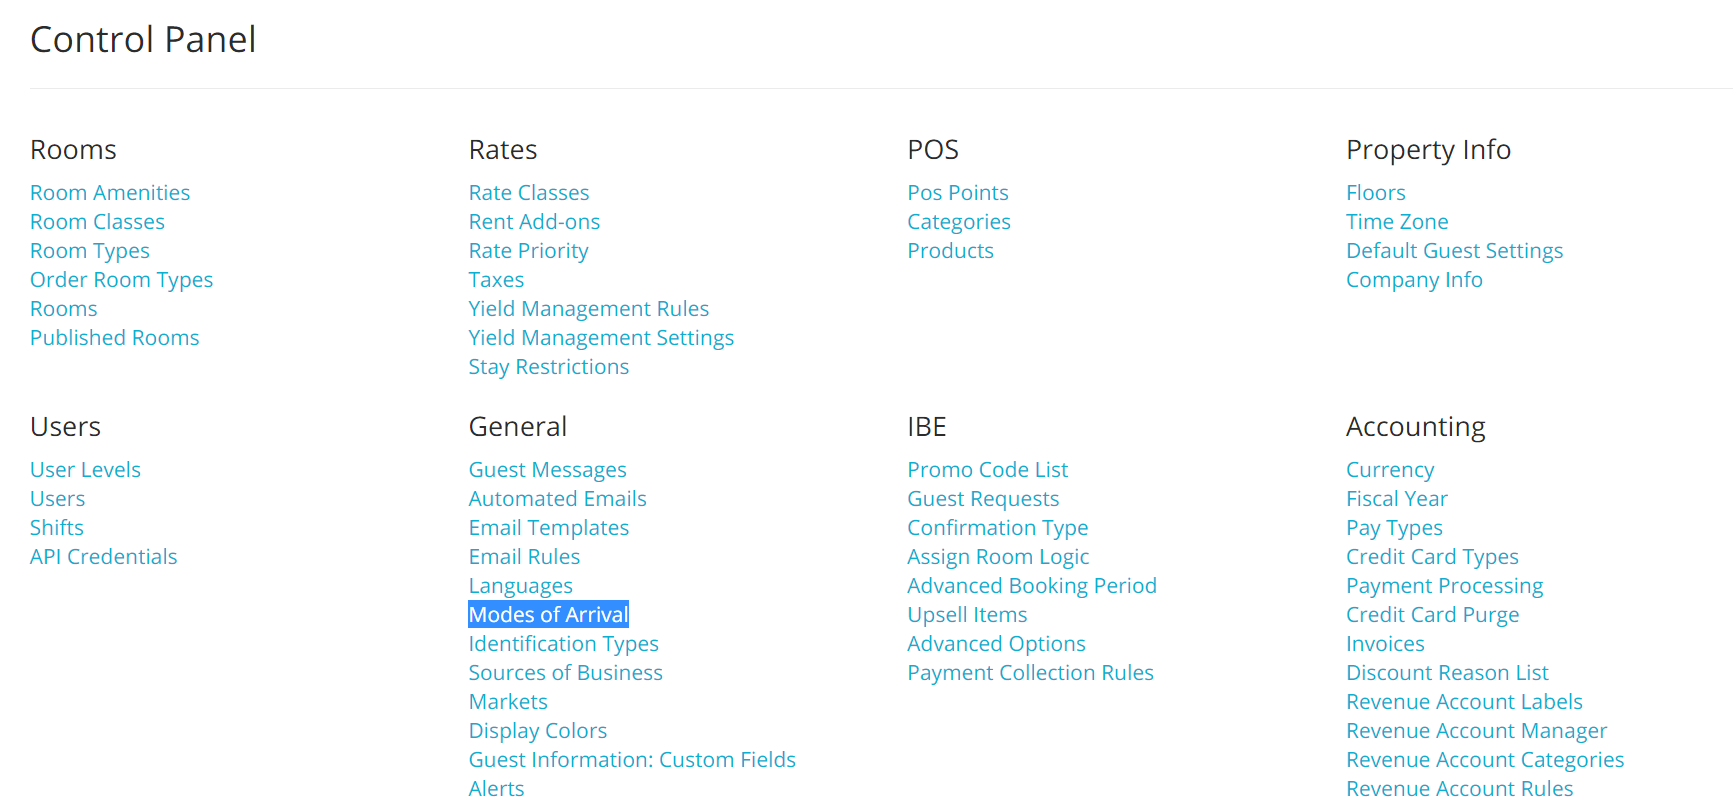 Control Panel
Rooms
Room Amenities
Room Classes
Room Types
Order Room Types
Rooms
Published Rooms
Rates
Rate Classes
Rent Add-ons
Rate Priority
Taxes
Yield Management Rules
Yield Management Settings
Stay Restrictions
POS
Pos Points
Categories
Products
Property Info
Floors
Time Zone
Default Guest Settings
Company Info
Users
User Levels
Users
Shifts
API Credentials
General
Guest Messages
Automated Emails
Email Templates
Email Rules
Languages
Modes of Arrival
Identification Types
Sources of Business
Markets
Display Colors
Guest Information: Custom Fields
Alerts
IBE
Promo Code List
Guest Requests
Confirmation Type
Assign Room Logic
Advanced Booking Period
Upsell Items
Advanced Options
Payment Collection Rules
Accounting
Currency
Fiscal Year
Pay Types
Credit Card Types
Payment Processing
Credit Card Purge
Invoices
Discount Reason List
Revenue Account Labels
Revenue Account Manager
Revenue Account Categories
Revenue Account Rules